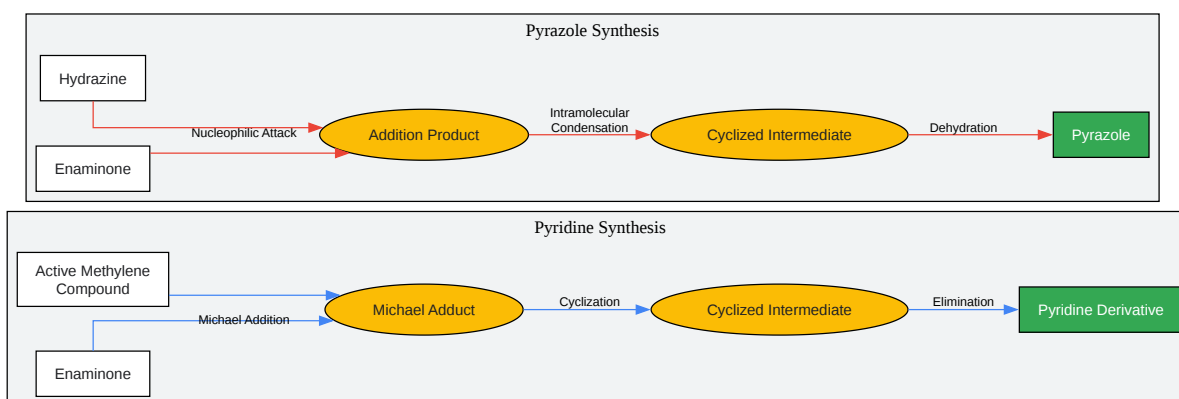 Pyrazole Synthesis
Hydrazine
Nucleophilic Attack
Enaminone
Addition Product
Intramolecular
Condensation
Cyclized Intermediate
Dehydration
Pyrazole
Pyridine Synthesis
Active Methylene
Compound
Michael Addition
Enaminone
Michael Adduct
Cyclization
Cyclized Intermediate
Elimination
Pyridine Derivative